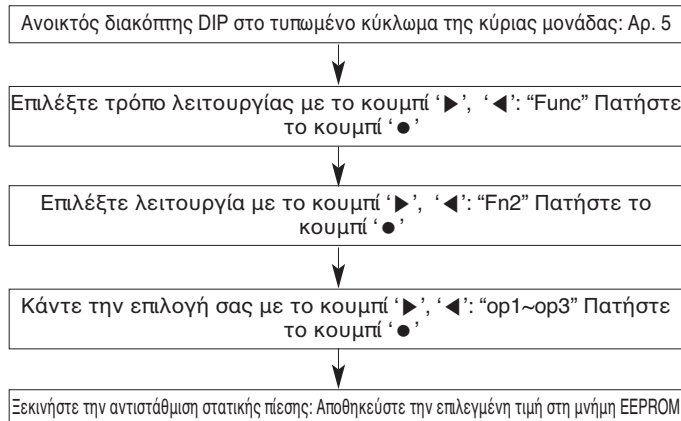 Ανοικτός διακόπτης DIP στο τυπωμένο κύκλωμα της κύριας μονάδας: Αρ. 5
Επιλέξτε τρόπο λειτουργίας με το κουμπί ‘▶’, ‘◀’: “Func” Πατήστε
το κουμπί ‘●’
Επιλέξτε λειτουργία με το κουμπί ‘▶’, ‘◀’: “Fn2” Πατήστε το
κουμπί ‘●’
Κάντε την επιλογή σας με το κουμπί ‘▶’, ‘◀’: “op1~op3” Πατήστε
το κουμπί ‘●’
Ξεκινήστε την αντιστάθμιση στατικής πίεσης: Αποθηκεύστε την επιλεγμένη τιμή στη μνήμη EEPROM